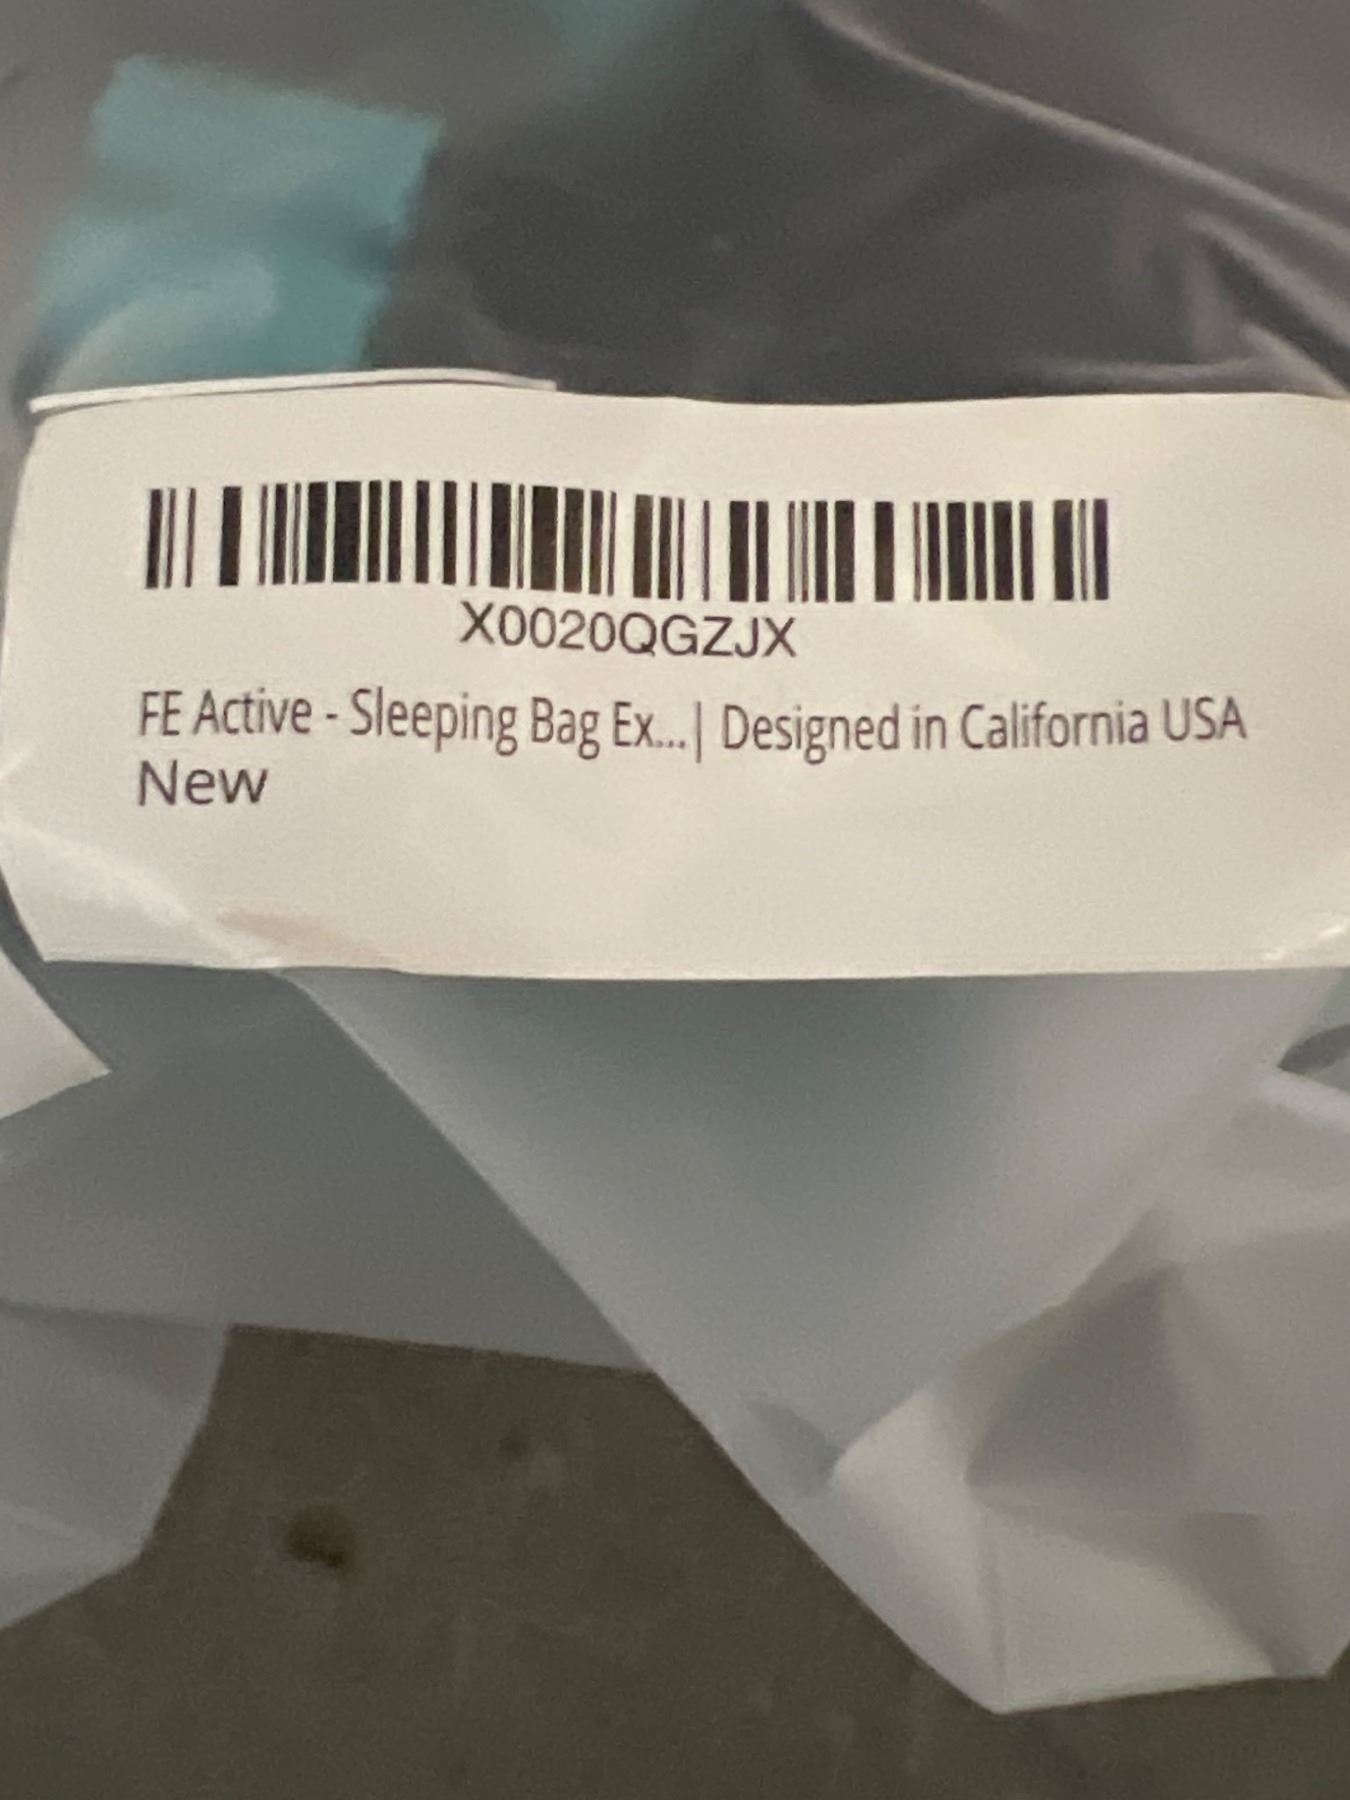 X0020QGZJX
FE Active - Sleeping Bag Ex...| Designed in California USA
New